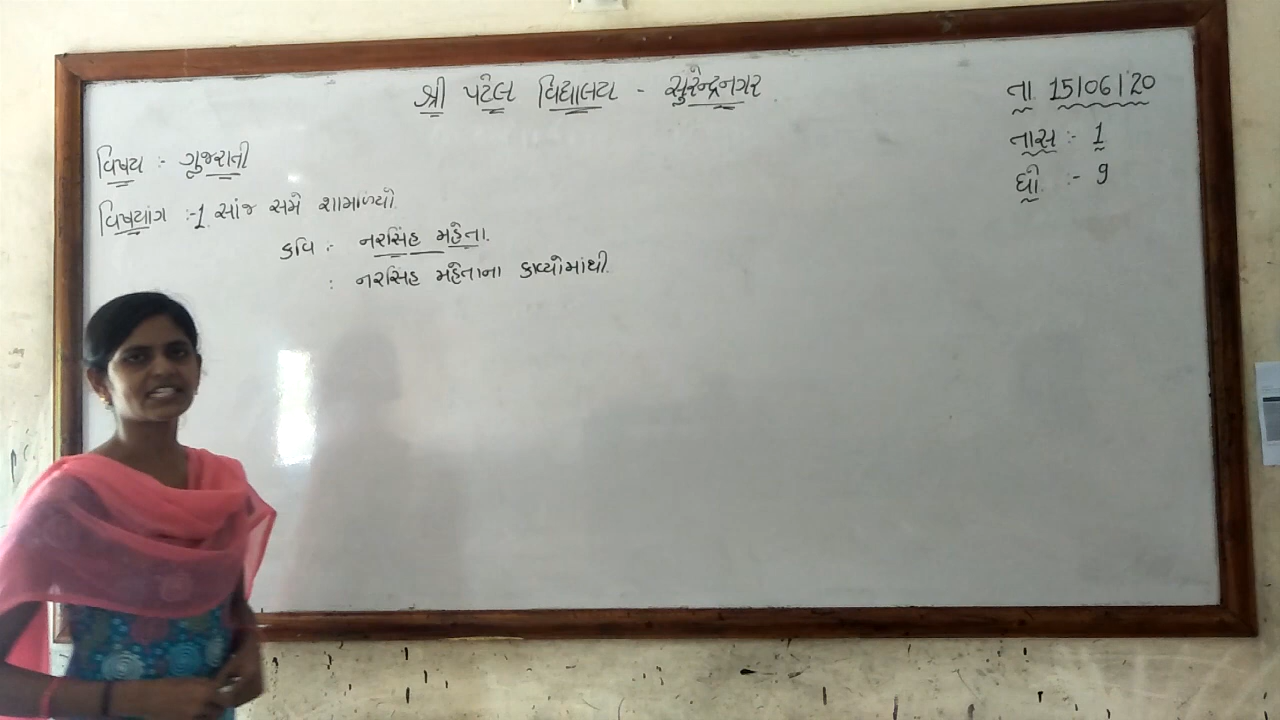 શ્રી પટેલ વિદ્યાલય - સુરેન્દ્રનગર
તા 15/06/20
વિષય :- ગુજરાતી
તાસ :- 1
વિષયાંગ :- 1. સાંજ સમે શામળિયો
ધો. :- 9
કવિ :- નરસિંહ મહેતા.
: નરસિંહ મહેતાના કાવ્યોમાંથી.